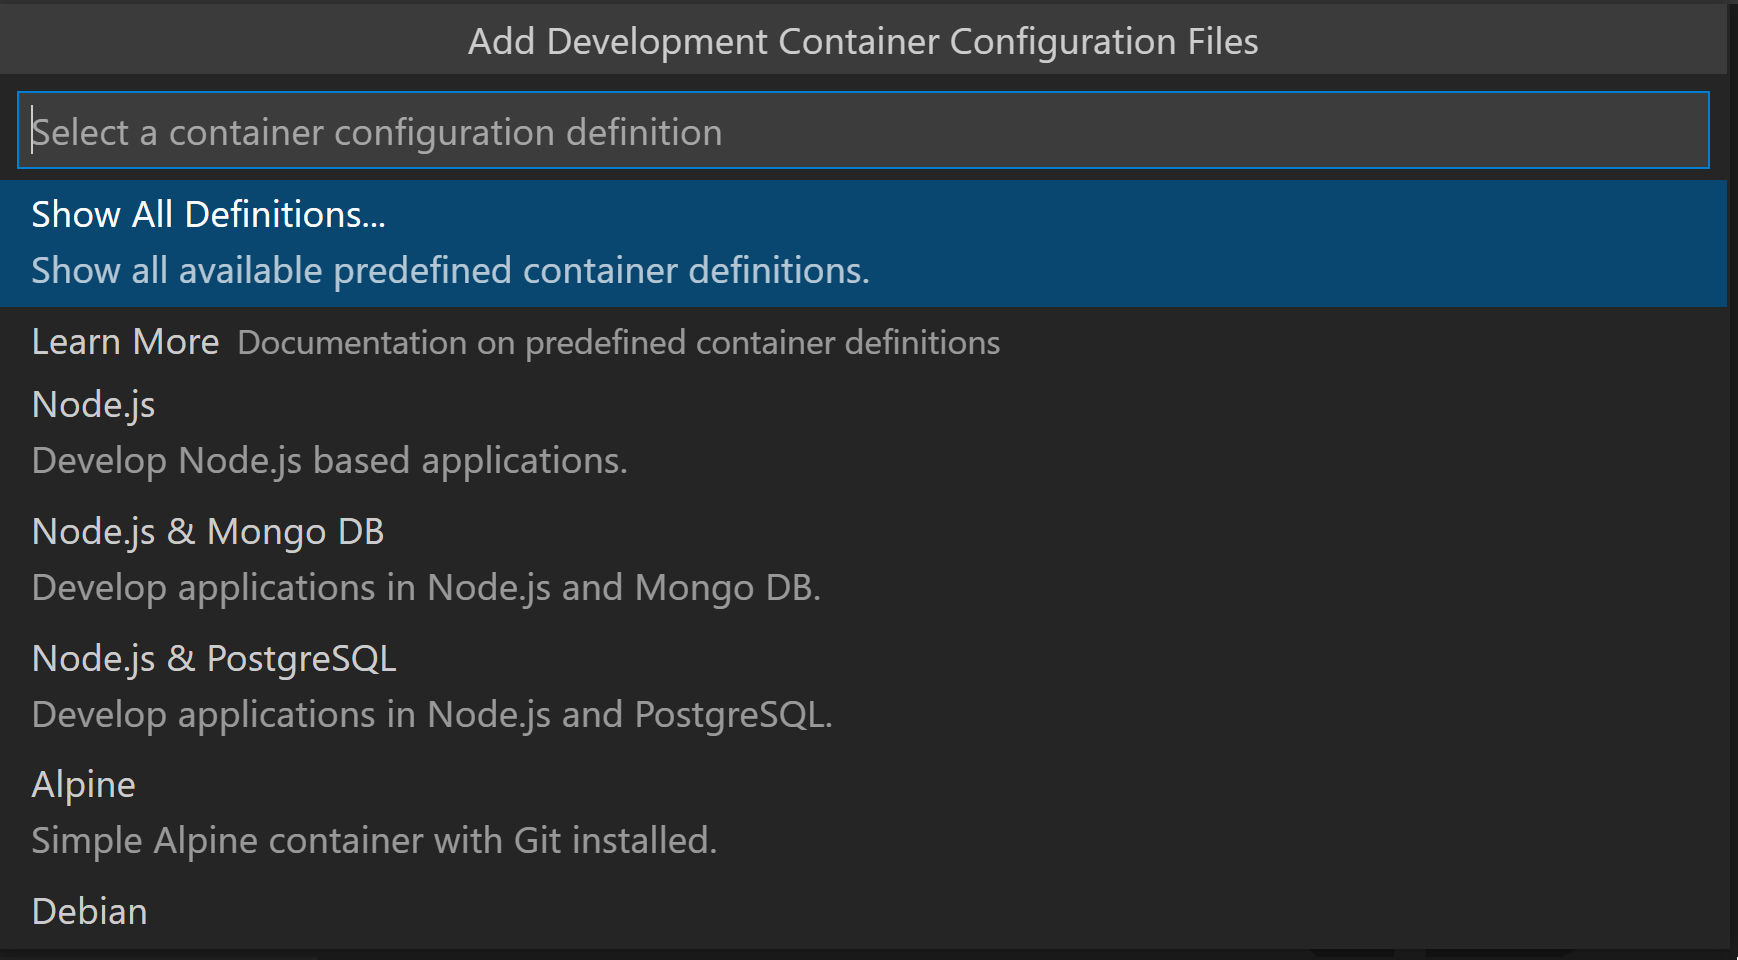 Add Development Container Configuration Files
Select a container configuration definition
Show All Definitions...
Show all available predefined container definitions.
Learn More Documentation on predefined container definitions
Node.js
Develop Node.js based applications.
Node.js & Mongo DB
Develop applications in Node.js and Mongo DB.
Node.js & PostgreSQL
Develop applications in Node.js and PostgreSQL.
Alpine
Simple Alpine container with Git installed.
Debian